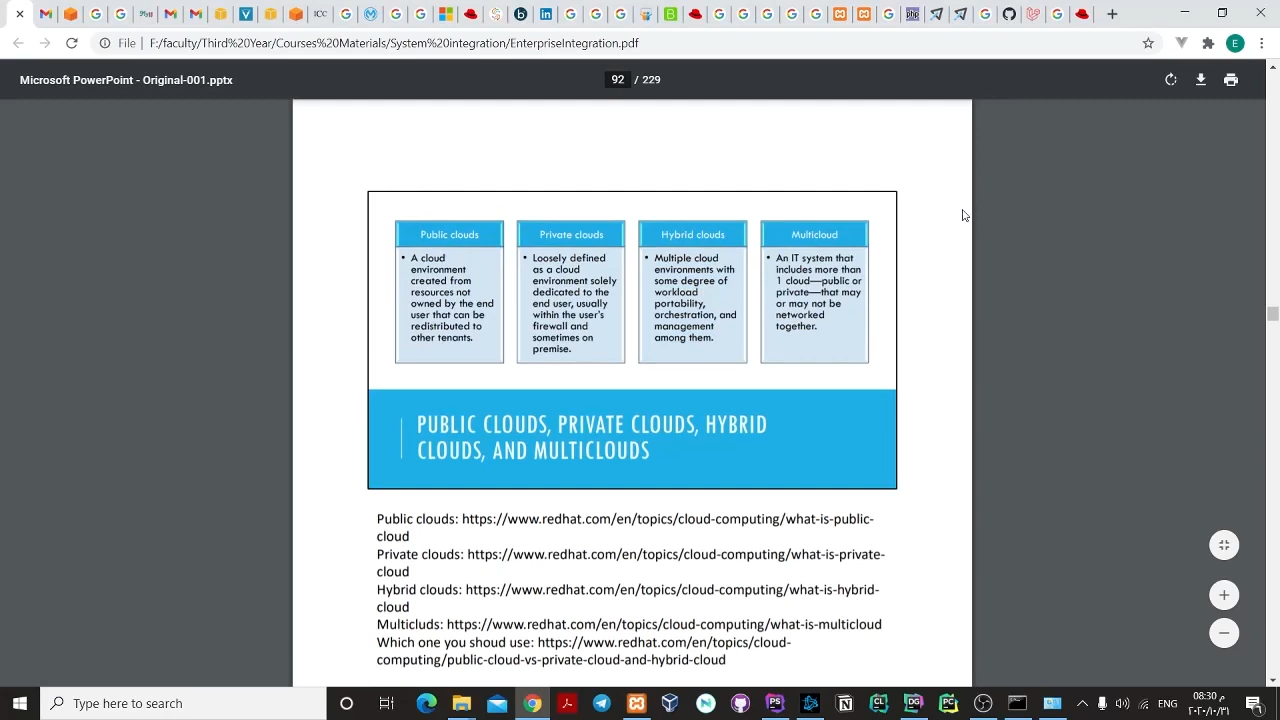 File F:/faculty/Third%20Year/Courses%20Materials/System%20integration/EnterpriseIntegration.pdf
Microsoft PowerPoint - Original-001.pptx
92 / 229
Public clouds
• A cloud
environment
created from
resources not
owned by the end
user that can be
redistributed to
other tenants.
Private clouds
• Loosely defined
as a cloud
environment solely
dedicated to the
end user, usually
within the user's
firewall and
sometimes on
premise.
Hybrid clouds
• Multiple cloud
environments with
some degree of
workload
portability,
orchestration, and
management
among them.
Multicloud
• An IT system that
includes more than
1 cloud—public or
private—that may
or may not be
networked
together.
PUBLIC CLOUDS, PRIVATE CLOUDS, HYBRID
CLOUDS, AND MULTICLOUDS
Public clouds: https://www.redhat.com/en/topics/cloud-computing/what-is-public-
cloud
Private clouds: https://www.redhat.com/en/topics/cloud-computing/what-is-private-
cloud
Hybrid clouds: https://www.redhat.com/en/topics/cloud-computing/what-is-hybrid-
cloud
Multicluds: https://www.redhat.com/en/topics/cloud-computing/what-is-multicloud
Which one you shoud use: https://www.redhat.com/en/topics/cloud-
computing/public-cloud-vs-private-cloud-and-hybrid-cloud
Type here to search
ENG
08:30